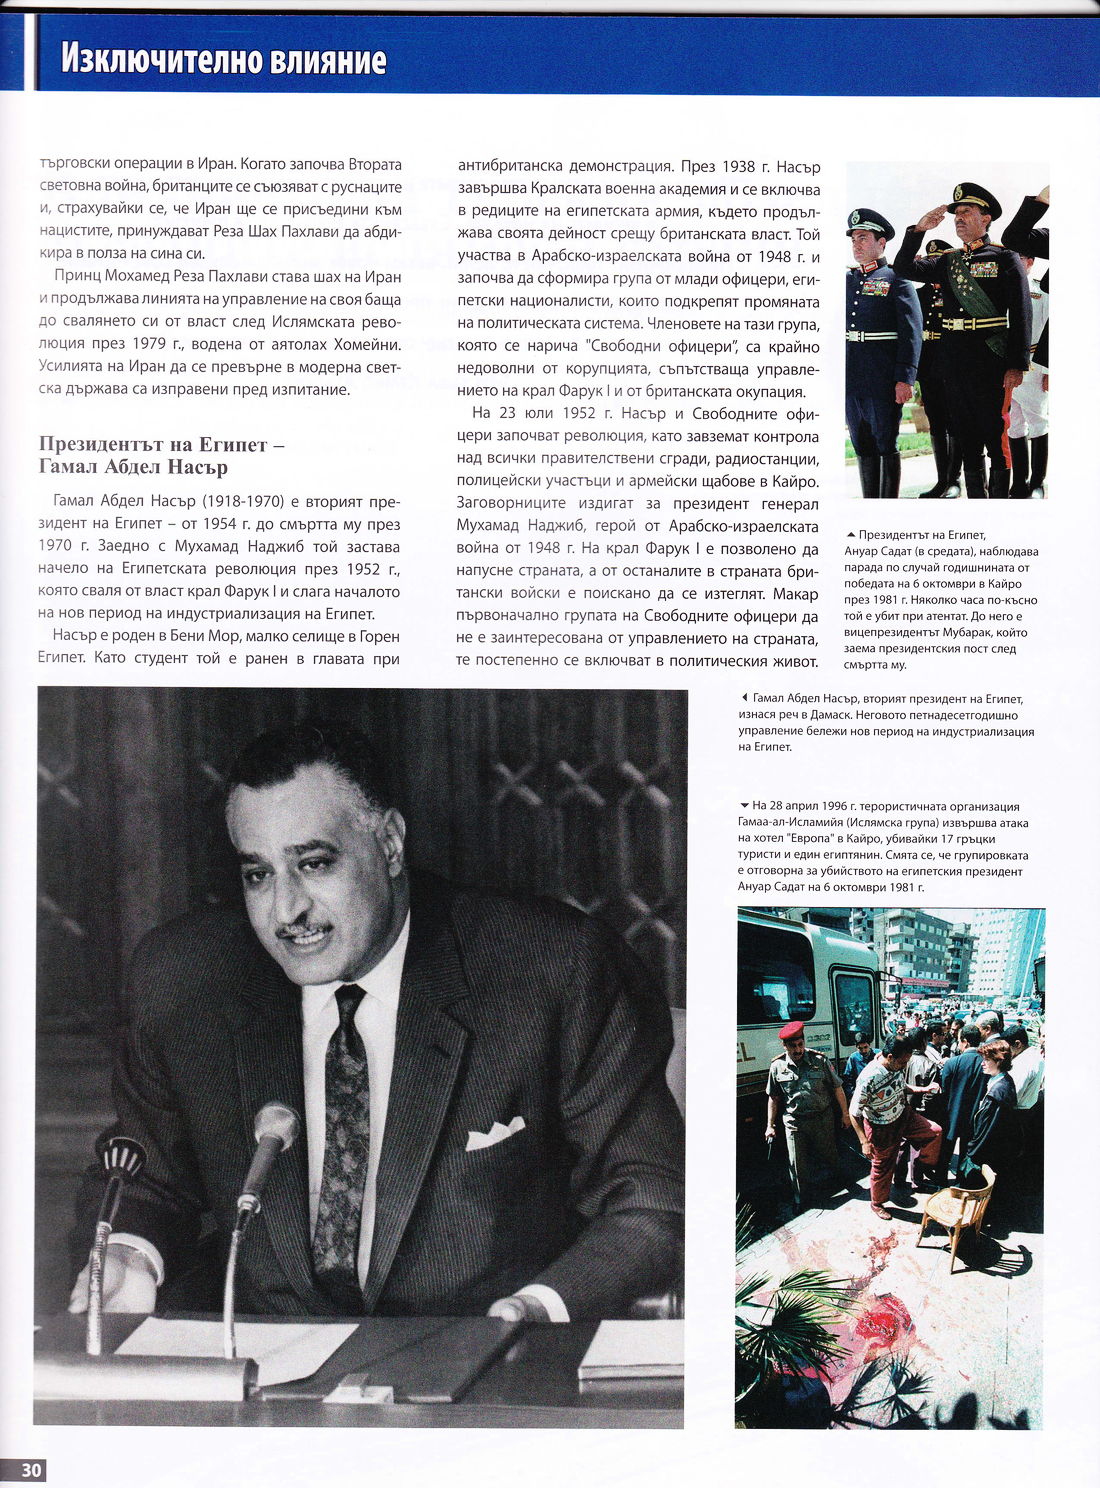 Изключително влияние
търговски операции в Иран. Когато започва Втората
световна война, британците се съюзяват с руснаците
и, страхувайки се, че Иран ще се присъедини към
нацистите, принуждават Реза Шах Пахлави да абди-
кира в полза на сина си.
Принц Мохамед Реза Пахлави става шах на Иран
и продължава линията на управление на своя баща
до свалянето си от власт след Ислямската рево-
люция през 1979 г., водена от аятолах Хомейни.
Усилията на Иран да се превърне в модерна свет-
ска държава са изправени пред изпитание.
Президентът на Египет –
Гамал Абдел Насър
Гамал Абдел Насър (1918-1970) е вторият пре-
зидент на Египет – от 1954 г. до смъртта му през
1970 г. Заедно с Мухамад Наджиб той застава
начело на Египетската революция през 1952 г.,
която сваля от власт крал Фарук I и слага началото
на нов период на индустриализация на Египет.
Насър е роден в Бени Мор, малко селище в Горен
Египет. Като студент той е ранен в главата при
антибританска демонстрация. През 1938 г. Насър
завършва Кралската военна академия и се включва
в редиците на египетската армия, където продъл-
жава своята дейност срещу британската власт. Той
участва в Арабско-израелската война от 1948 г. и
започва да сформира група от млади офицери, еги-
петски националисти, които подкрепят промяната
на политическата система. Членовете на тази група,
която се нарича "Свободни офицери", са крайно
недоволни от корупцията, съпътстваща управле-
нието на крал Фарук I и от британската окупация.
На 23 юли 1952 г. Насър и Свободните офи-
цери започват революция, като завземат контрола
над всички правителствени сгради, радиостанции,
полицейски участъци и армейски щабове в Кайро.
Заговорниците издигат за президент генерал
Мухамад Наджиб, герой от Арабско-израелската
война от 1948 г. На крал Фарук I е позволено да
напусне страната, а от останалите в страната бри-
тански войски е поискано да се изтеглят. Макар
първоначално групата на Свободните офицери да
не е заинтересована от управлението на страната,
те постепенно се включват в политическия живот.
Президентът на Египет,
Ануар Садат (в средата), наблюдава
парада по случай годишнината от
победата на 6 октомври в Кайро
през 1981 г. Няколко часа по-късно
той е убит при атентат. До него е
вицепрезидентът Мубарак, който
заема президентския пост след
смъртта му.
Гамал Абдел Насър, вторият президент на Египет,
изнася реч в Дамаск. Неговото петнадесетгодишно
управление бележи нов период на индустриализация
на Египет.
На 28 април 1996 г. терористичната организация
Гамаа-ал-Исламийя (Ислямска група) извършва атака
на хотел "Европа" в Кайро, убивайки 17 гръцки
туристи и един египтянин. Смята се, че групировката
е отговорна за убийството на египетския президент
Ануар Садат на 6 октомври 1981 г.
30